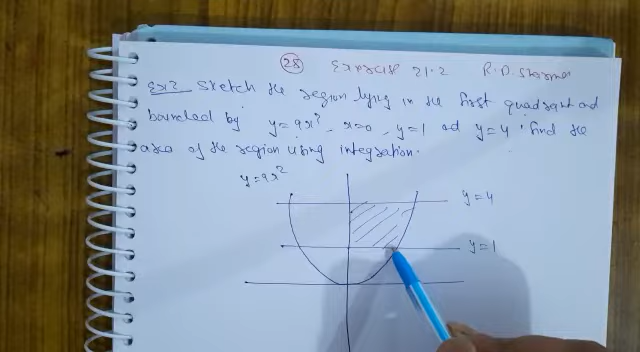 28 Exercise 21.2 R.D. Sharma
Ex: Sketch the region lying in the first quadrant and
bounded by y=9x², x=0, y=1 and y=4. Find the
area of the region using integration.
y=9x²
y=4
y=1